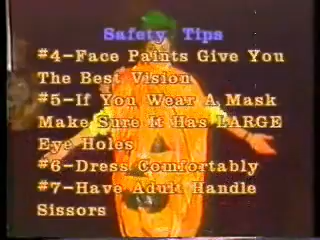 Safety Tips
#4-Face Paints Give You
The Best Vision
#5-If You Wear A Mask
Make Sure It Has LARGE
Eye Holes
#6-Dress Comfortably
#7-Have Adult Handle
Sissors